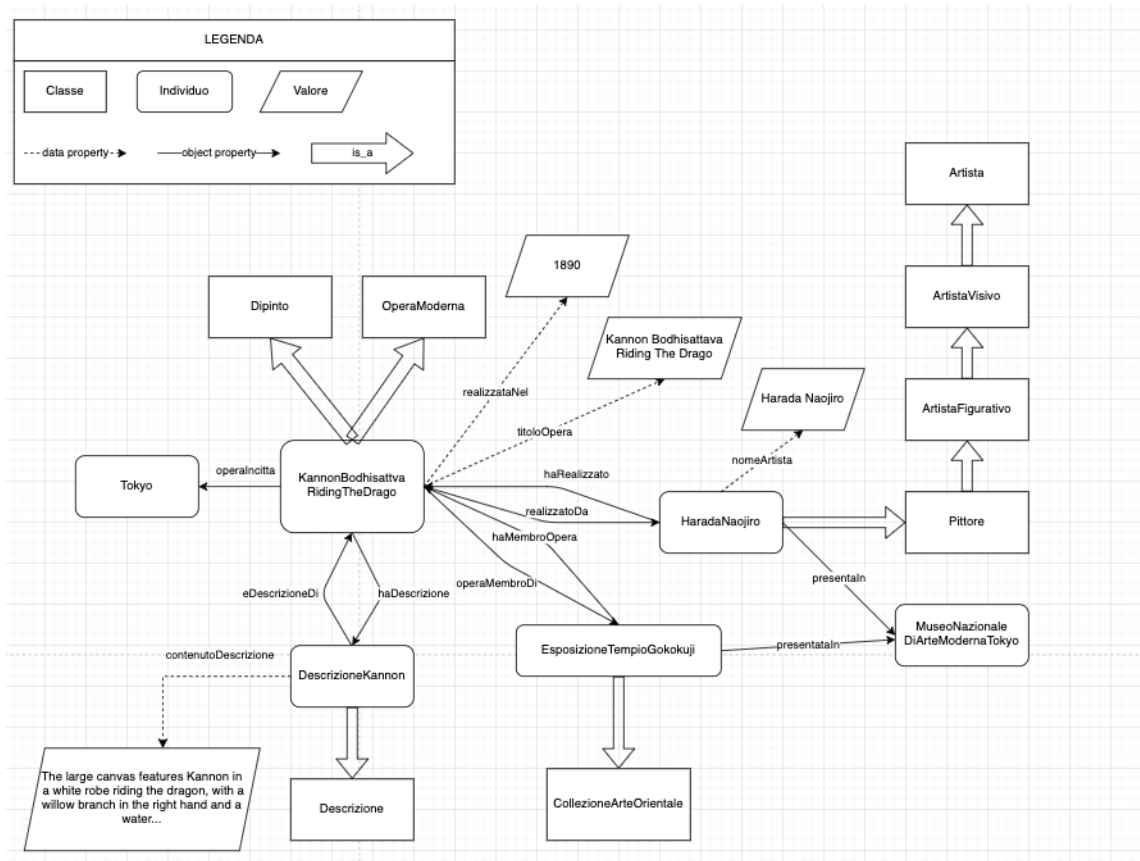 LEGENDA
Classe
Individuo
Valore
data property
object property
is_a
Artista
1890
ArtistaVisivo
Dipinto
OperaModerna
Kannon Bodhisattava
Riding The Drago
realizzataNel
Harada Naojiro
ArtistaFigurativo
titoloOpera
nomeArtista
operaIncitta
haRealizzato
Tokyo
KannonBodhisattva
RidingTheDrago
realizzatoDa
HaradaNaojiro
Pittore
haMembroOpera
operaMembroDi
presentaIn
eDescrizioneDi
haDescrizione
MuseoNazionale
DiArteModernaTokyo
EsposizioneTempioGokokuji
presentataIn
contenutoDescrizione
DescrizioneKannon
The large canvas features Kannon in
a white robe riding the dragon, with a
willow branch in the right hand and a
water...
Descrizione
CollezioneArteOrientale